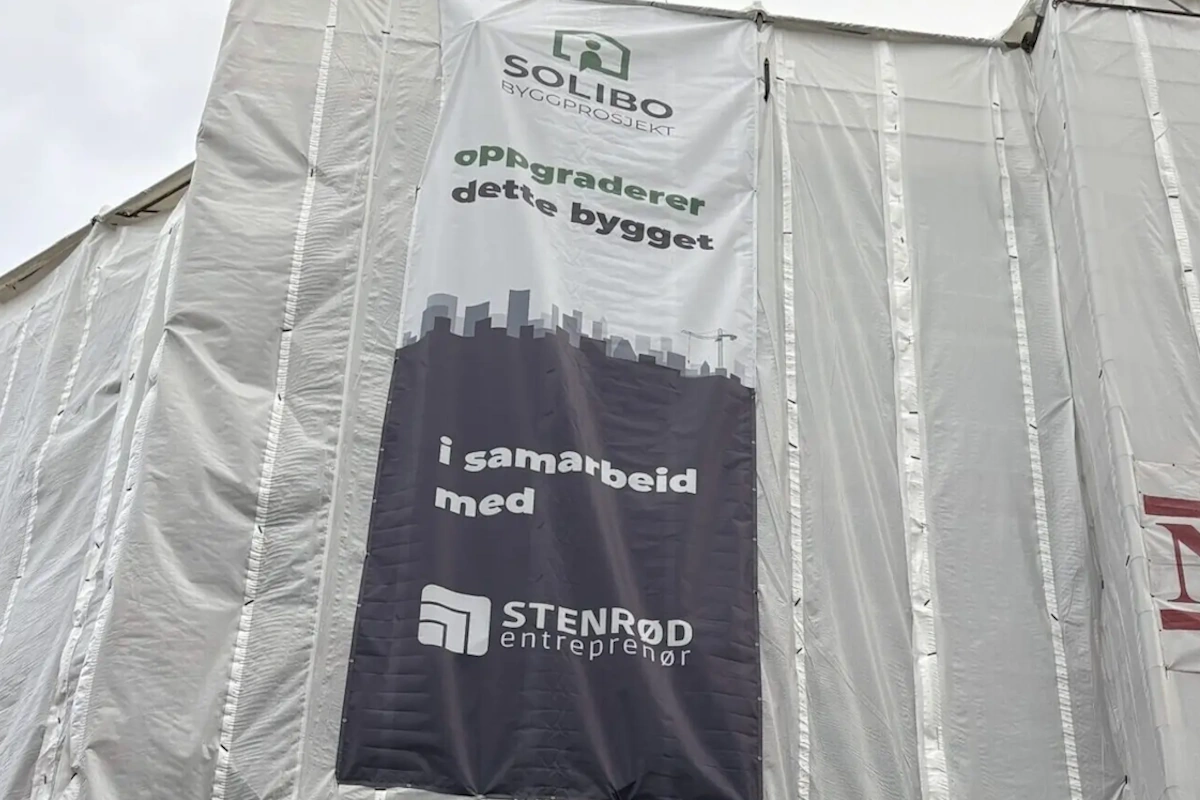 SOLIBO
BYGGPROSJEKT
oppgraderer
dette bygget
i samarbeid
med
STENRØD
entreprenør